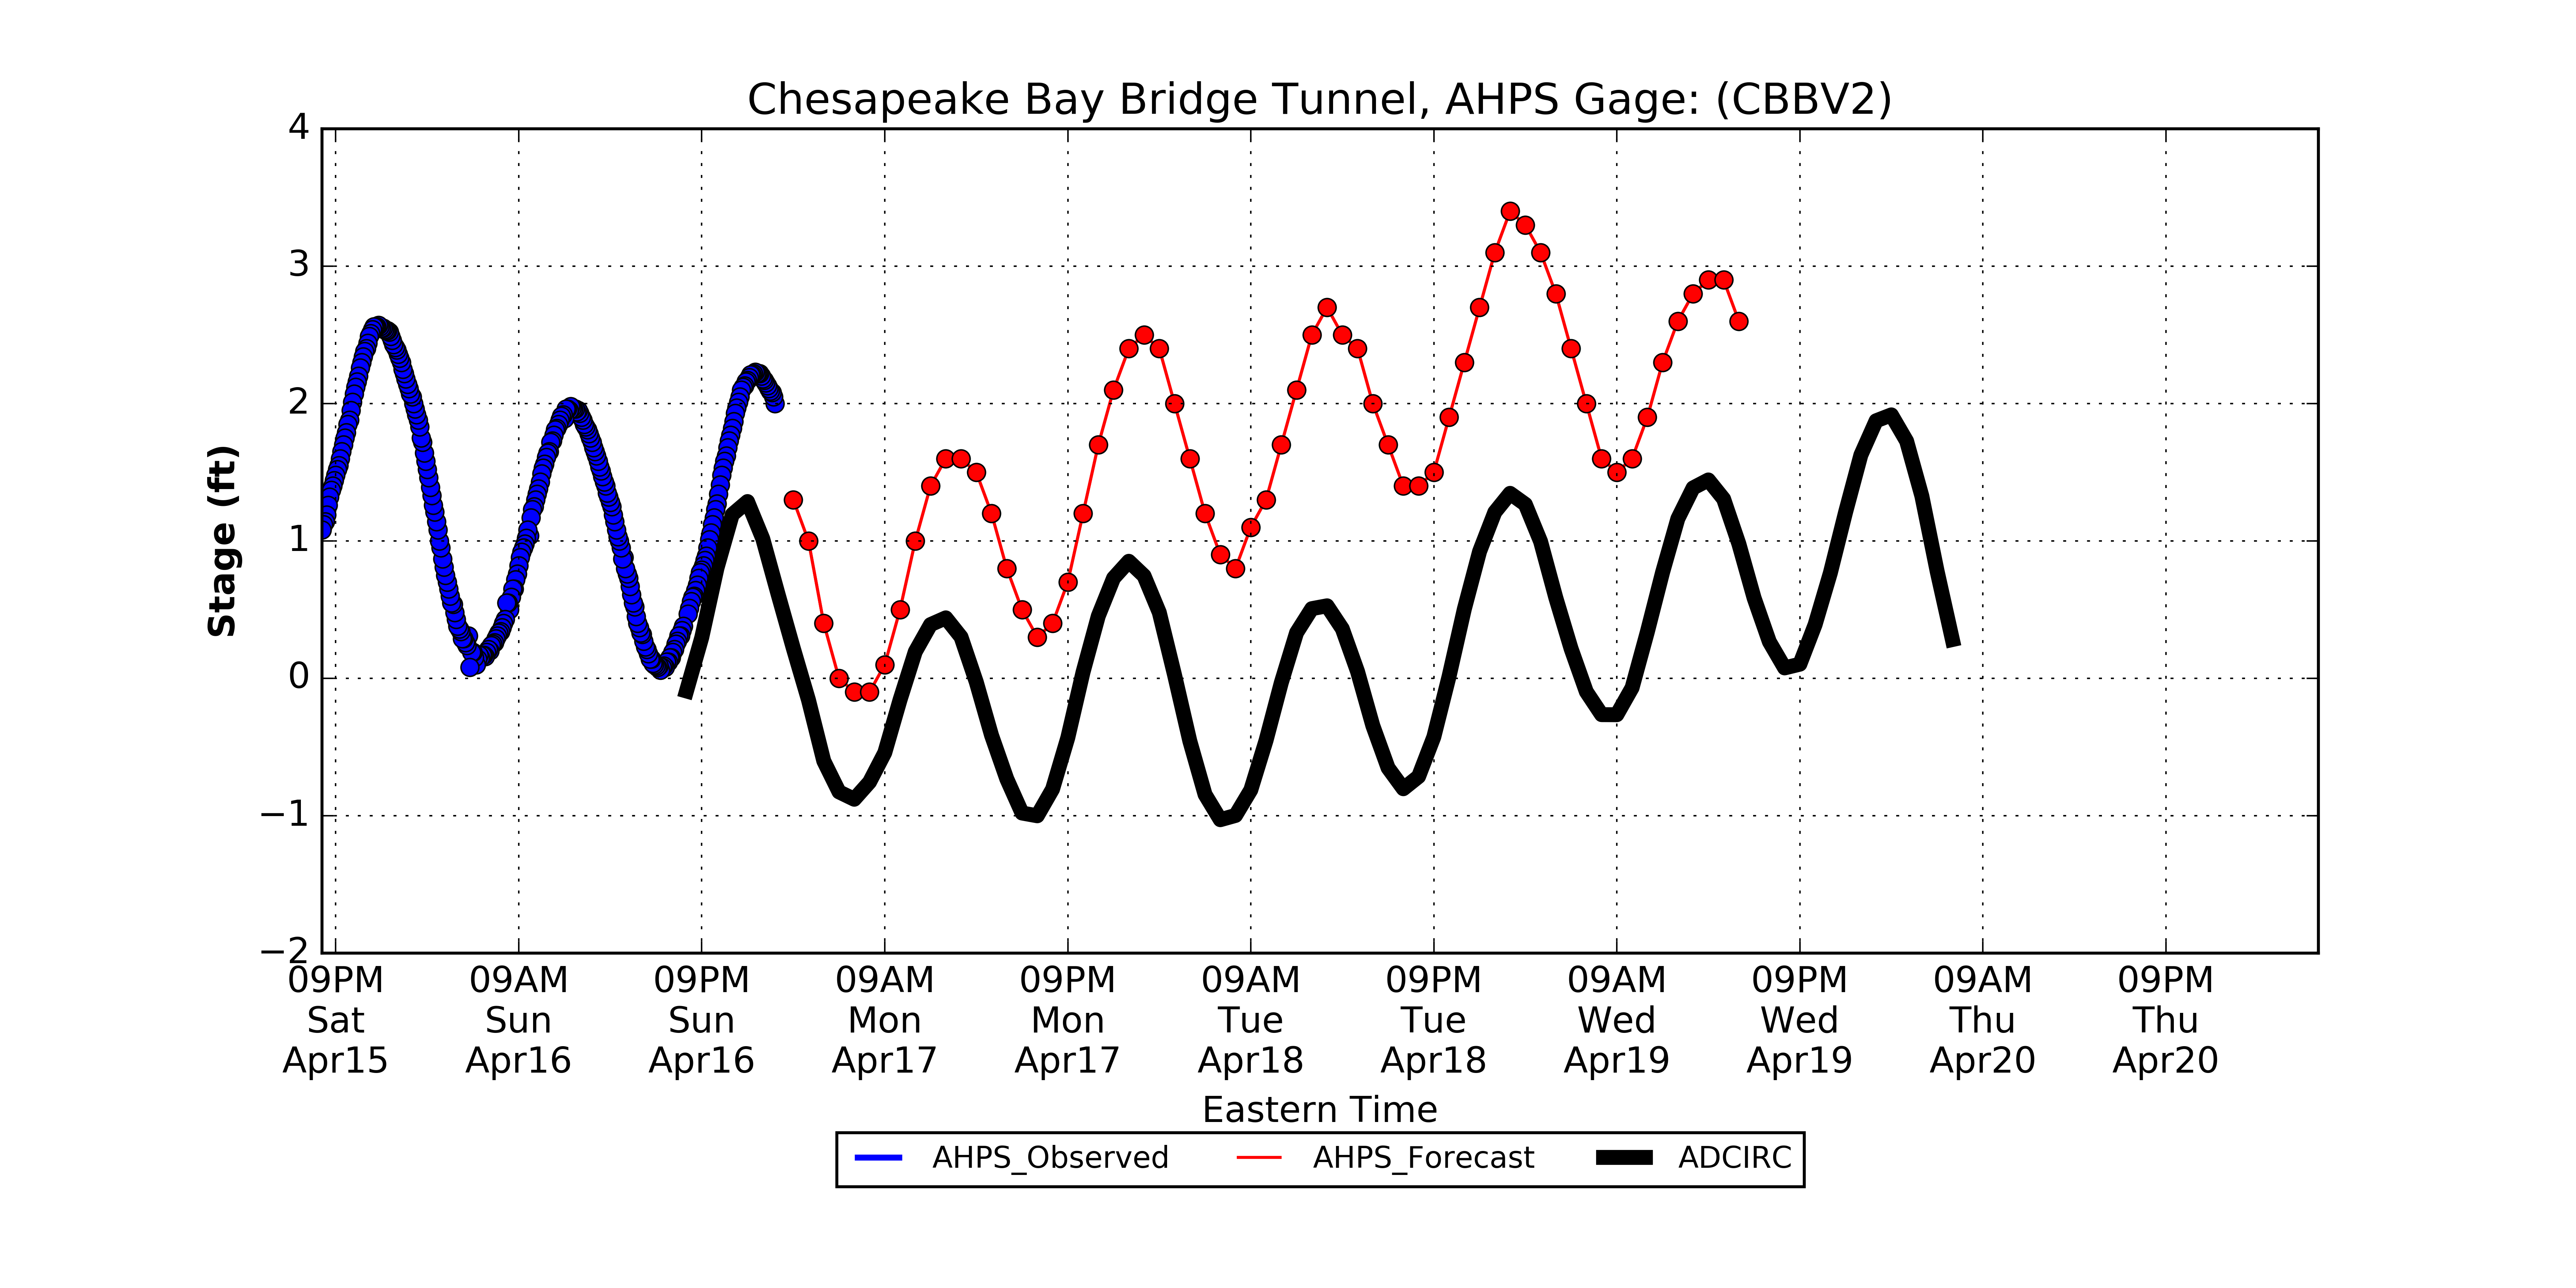 Chesapeake Bay Bridge Tunnel, AHPS Gage: (CBBV2)
4
3
2
1
0
−1
−2
Stage (ft)
09PM 09AM 09PM 09AM 09PM 09AM 09PM 09AM 09PM 09AM 09PM
Sat Sun Sun Mon Mon Tue Tue Wed Wed Thu Thu
Apr15 Apr16 Apr16 Apr17 Apr17 Apr18 Apr18 Apr19 Apr19 Apr20 Apr20
Eastern Time
AHPS_Observed AHPS_Forecast ADCIRC